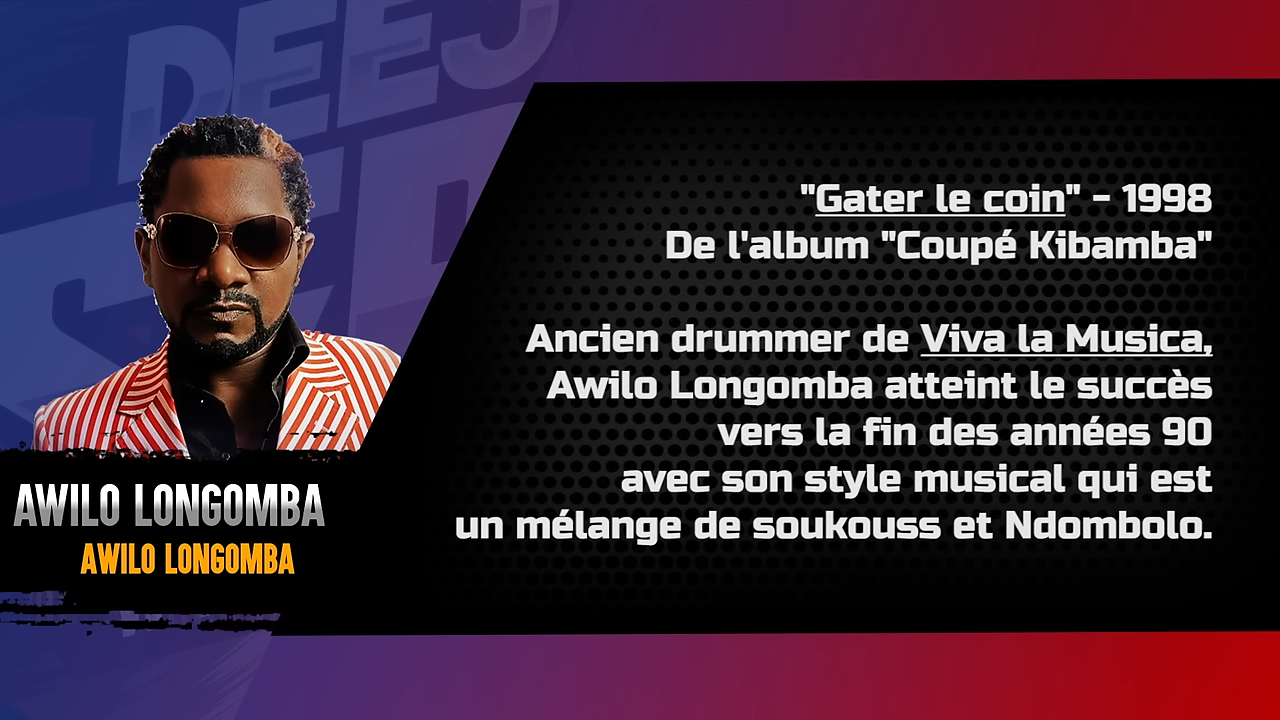 DEEJ
"Gater le coin" - 1998
De l'album "Coupé Kibamba"
Ancien drummer de Viva la Musica,
Awilo Longomba atteint le succès
vers la fin des années 90
avec son style musical qui est
un mélange de soukouss et Ndombolo.
AWILO LONGOMBA
AWILO LONGOMBA